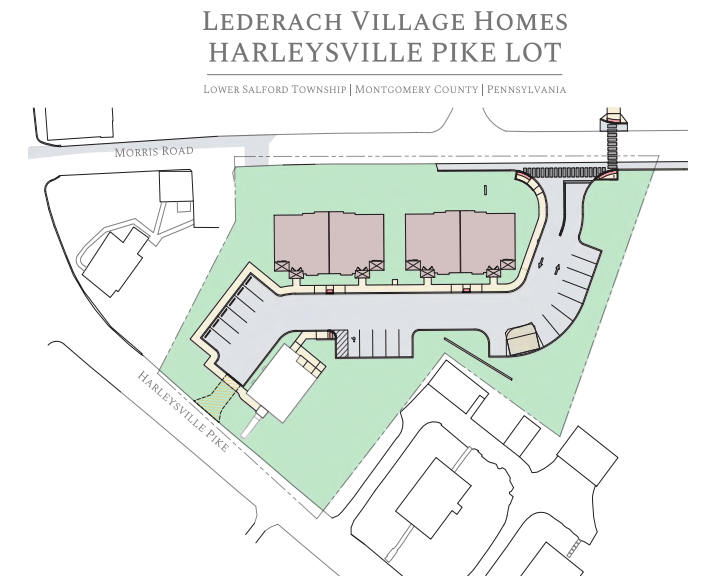 Lederach Village Homes
HARLEYSVILLE PIKE LOT
Lower Salford Township | Montgomery County | Pennsylvania
Morris Road
Harleysville Pike